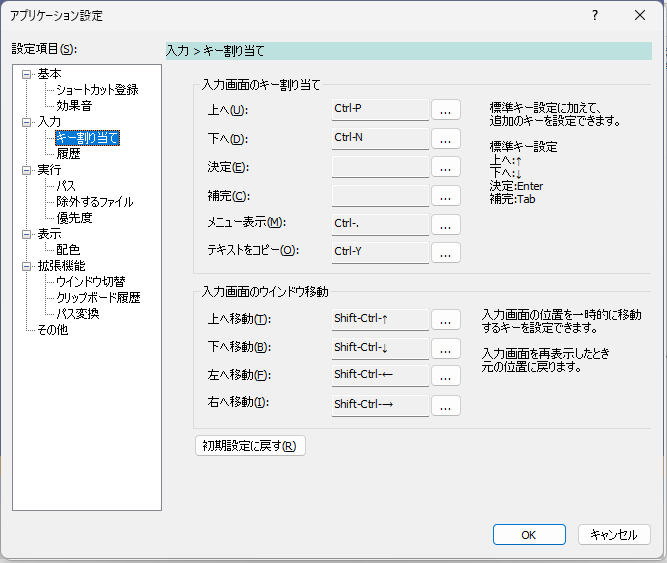 アプリケーション設定
設定項目(S):
基本
ショートカット登録
効果音
入力
キー割り当て
履歴
実行
パス
除外するファイル
優先度
表示
配色
拡張機能
ウインドウ切替
クリップボード履歴
パス変換
その他
入力 > キー割り当て
入力画面のキー割り当て
上へ(U): Ctrl-P ...
下へ(D): Ctrl-N ...
決定(E): ...
補完(C): ...
メニュー表示(M): Ctrl-. ...
テキストをコピー(O): Ctrl-Y ...
標準キー設定に加えて、
追加のキーを設定できます。
標準キー設定
上へ:↑
下へ:↓
決定:Enter
補完:Tab
入力画面のウインドウ移動
上へ移動(T): Shift-Ctrl-↑ ...
下へ移動(B): Shift-Ctrl-↓ ...
左へ移動(F): Shift-Ctrl-← ...
右へ移動(I): Shift-Ctrl-→ ...
入力画面の位置を一時的に移動
するキーを設定できます。
入力画面を再表示したとき
元の位置に戻ります。
初期設定に戻す(R)
OK
キャンセル